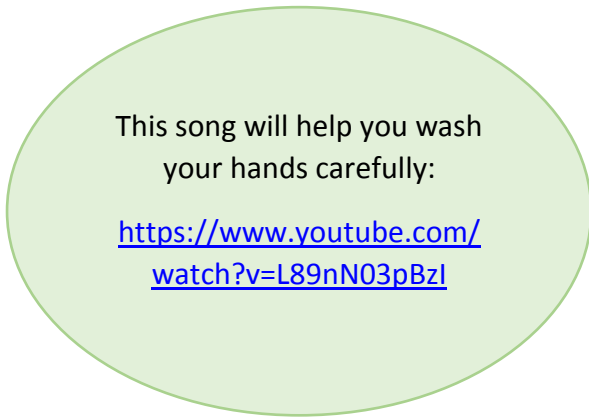 This song will help you wash
your hands carefully:
https://www.youtube.com/
watch?v=L89nN03pBzI